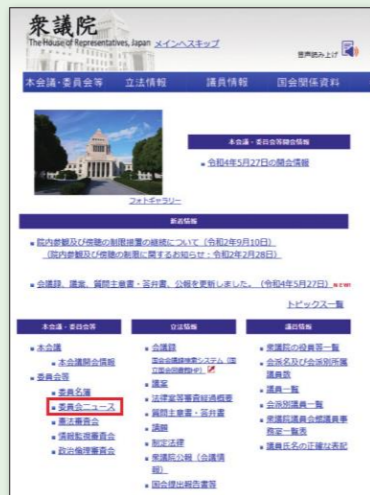 衆議院
The House of Representatives, Japan メインへスキップ
音声読み上げ
本会議・委員会等 立法情報 議員情報 国会関係資料
本会議・委員会等開会情報
令和4年5月27日の開会情報
フォトギャラリー
新着情報
院内参観及び傍聴の制限措置の継続について（令和2年9月10日）
（院内参観及び傍聴の制限に関するお知らせ：令和2年2月28日）
会議録、議案、質問主意書・答弁書、公報を更新しました。（令和4年5月27日） NEW!
トピックス一覧
本会議・委員会等
本会議
本会議開会情報
委員会等
委員名簿
委員会ニュース
憲法審査会
情報監視審査会
政治倫理審査会
立法情報
会議録
国会会議録検索システム（国
立国会図書館HP）
議案
法律案等審査経過概要
質問主意書・答弁書
請願
制定法律
衆議院公報（会議情
報）
国会提出報告書等
議員情報
衆議院の役員等一覧
会派名及び会派別所属
議員数
議員一覧
会派別議員一覧
衆議院議員会館議員事
務室一覧表
議員氏名の正確な表記